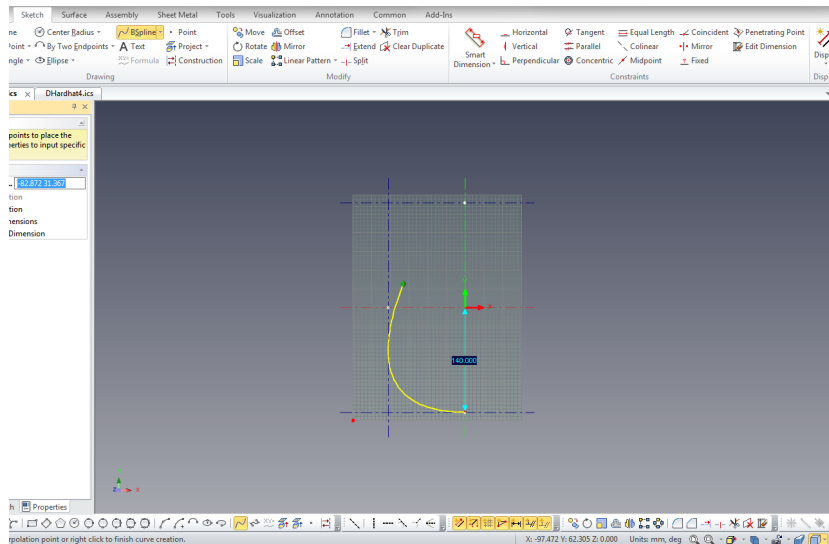 Sketch Surface Assembly Sheet Metal Tools Visualization Annotation Common Add-Ins
ne Center Radius BSpline Point Move Offset Fillet Trim Horizontal Tangent Equal Length Coincident Penetrating Point
Point By Two Endpoints A Text Project Rotate Mirror Extend Clear Duplicate Smart Vertical Parallel Colinear Mirror Edit Dimension Disp
ngle Ellipse Formula Construction Scale Linear Pattern Split Dimension Perpendicular Concentric Midpoint Fixed
Drawing Modify Constraints Displ
ics x DHardhat4.ics
points to place the
perties to input specific
... -82.872 31.367
tion
tion
nensions
Dimension
140.000
X
Z X
h Properties
rpolation point or right click to finish curve creation. X: -97.472 Y: 62.305 Z: 0.000 Units: mm, deg